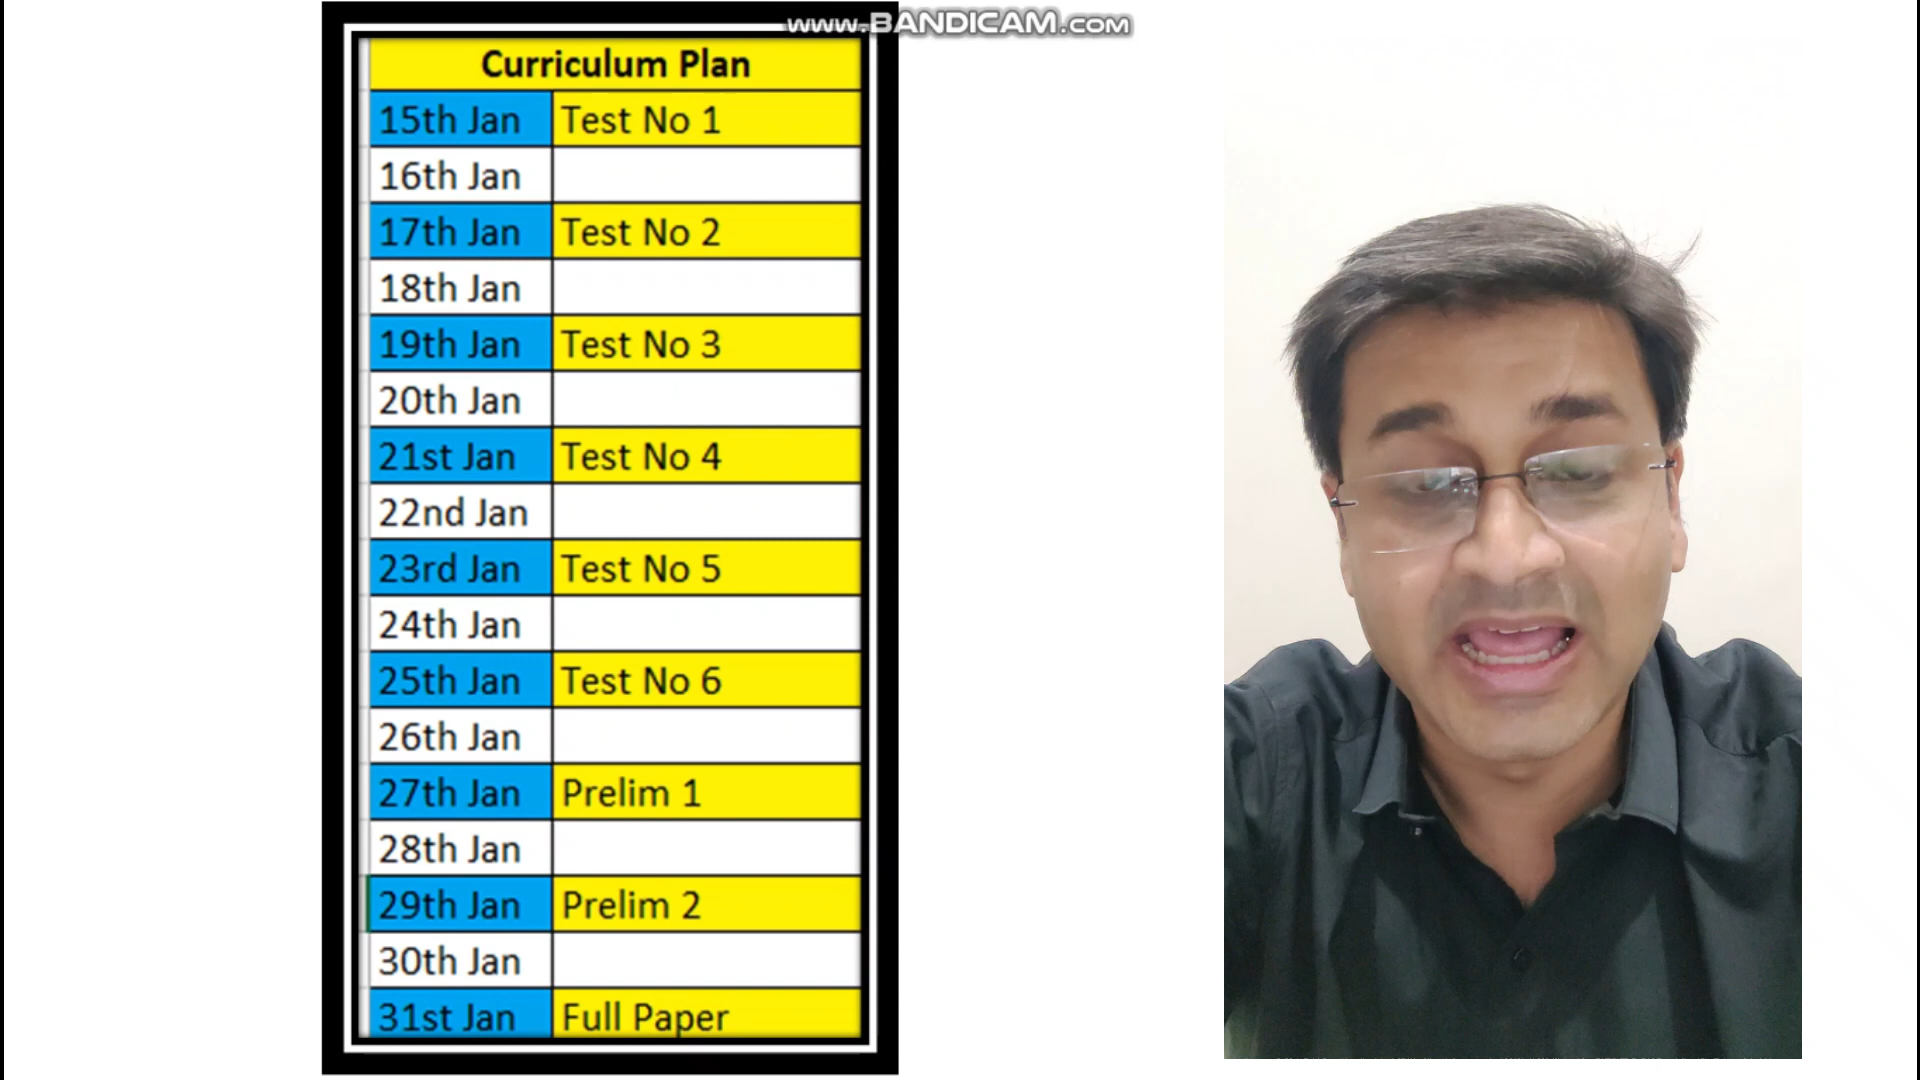 www.BANDICAM.com
Curriculum Plan
15th Jan Test No 1
16th Jan
17th Jan Test No 2
18th Jan
19th Jan Test No 3
20th Jan
21st Jan Test No 4
22nd Jan
23rd Jan Test No 5
24th Jan
25th Jan Test No 6
26th Jan
27th Jan Prelim 1
28th Jan
29th Jan Prelim 2
30th Jan
31st Jan Full Paper